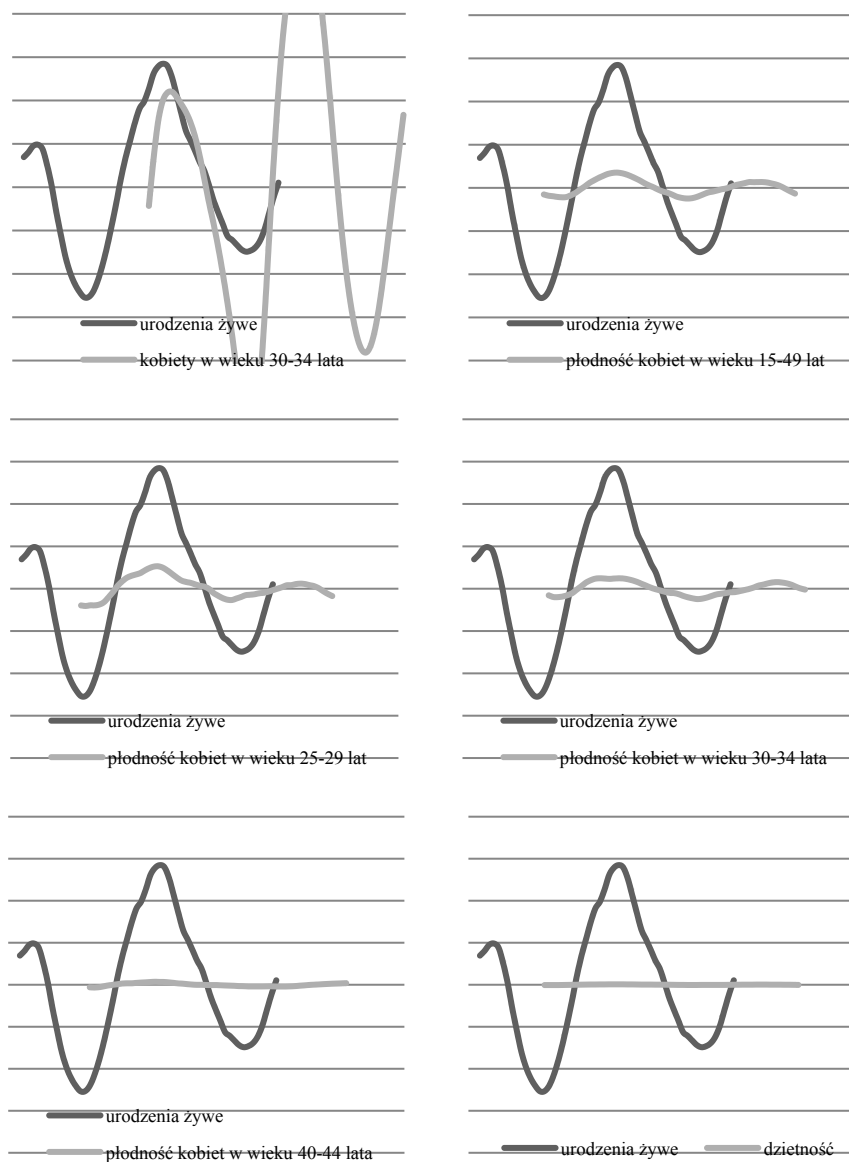 urodzenia żywe
kobiety w wieku 30-34 lata
urodzenia żywe
płodność kobiet w wieku 15-49 lat
urodzenia żywe
płodność kobiet w wieku 25-29 lat
urodzenia żywe
płodność kobiet w wieku 30-34 lata
urodzenia żywe
płodność kobiet w wieku 40-44 lata
urodzenia żywe dzietność